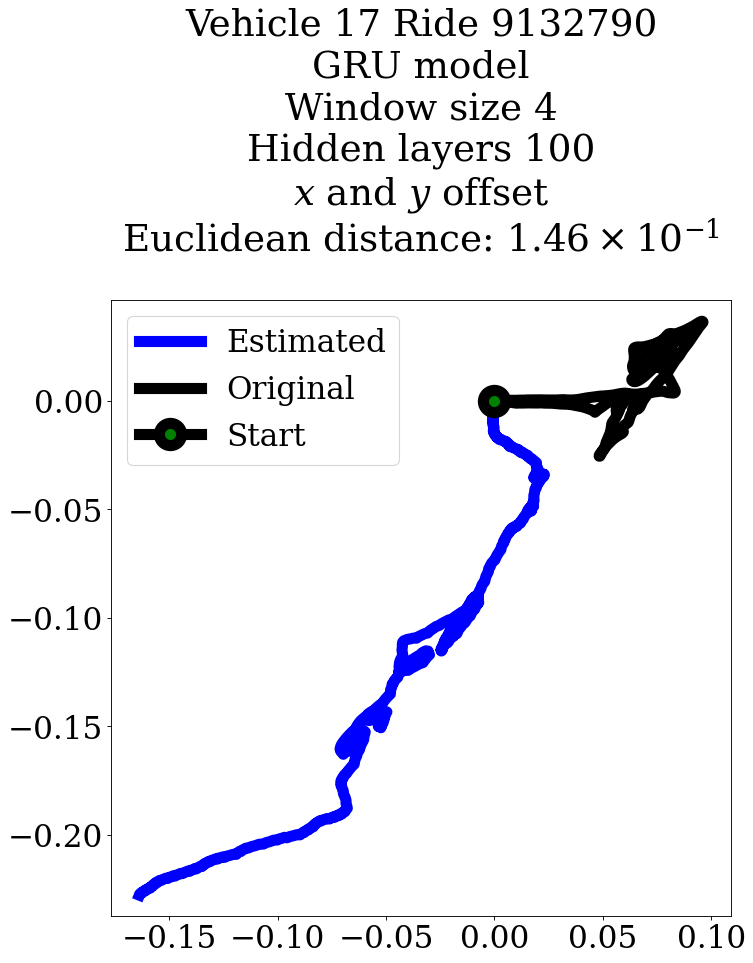 Vehicle 17 Ride 9132790
GRU model
Window size 4
Hidden layers 100
x and y offset
Euclidean distance: 1.46 × 10⁻¹
Estimated
Original
Start
0.00
−0.05
−0.10
−0.15
−0.20
−0.15 −0.10 −0.05 0.00 0.05 0.10